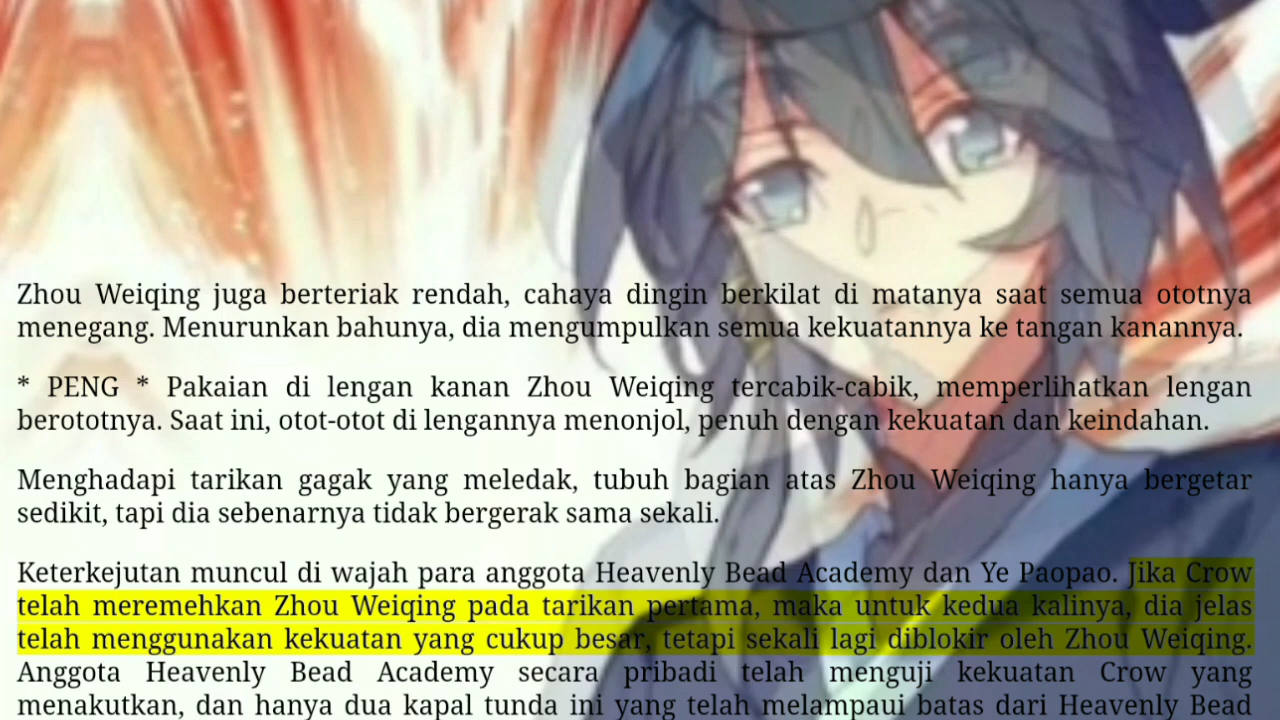 Zhou Weiqing juga berteriak rendah, cahaya dingin berkilat di matanya saat semua ototnya
menegang. Menurunkan bahunya, dia mengumpulkan semua kekuatannya ke tangan kanannya.
* PENG * Pakaian di lengan kanan Zhou Weiqing tercabik-cabik, memperlihatkan lengan
berototnya. Saat ini, otot-otot di lengannya menonjol, penuh dengan kekuatan dan keindahan.
Menghadapi tarikan gagak yang meledak, tubuh bagian atas Zhou Weiqing hanya bergetar
sedikit, tapi dia sebenarnya tidak bergerak sama sekali.
Keterkejutan muncul di wajah para anggota Heavenly Bead Academy dan Ye Paopao. Jika Crow
telah meremehkan Zhou Weiqing pada tarikan pertama, maka untuk kedua kalinya, dia jelas
telah menggunakan kekuatan yang cukup besar, tetapi sekali lagi diblokir oleh Zhou Weiqing.
Anggota Heavenly Bead Academy secara pribadi telah menguji kekuatan Crow yang
menakutkan, dan hanya dua kapal tunda ini yang telah melampaui batas dari Heavenly Bead